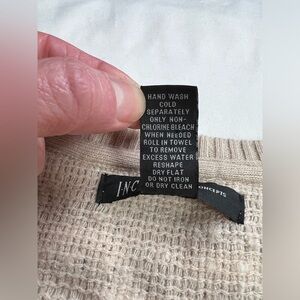 HAND WASH
COLD
SEPARATELY
ONLY NON-
CHLORINE BLEACH
WHEN NEEDED
ROLL IN TOWEL
TO REMOVE
EXCESS WATER
RESHAPE
DRY FLAT
DO NOT IRON
OR DRY CLEAN
INC
ONCEPTS